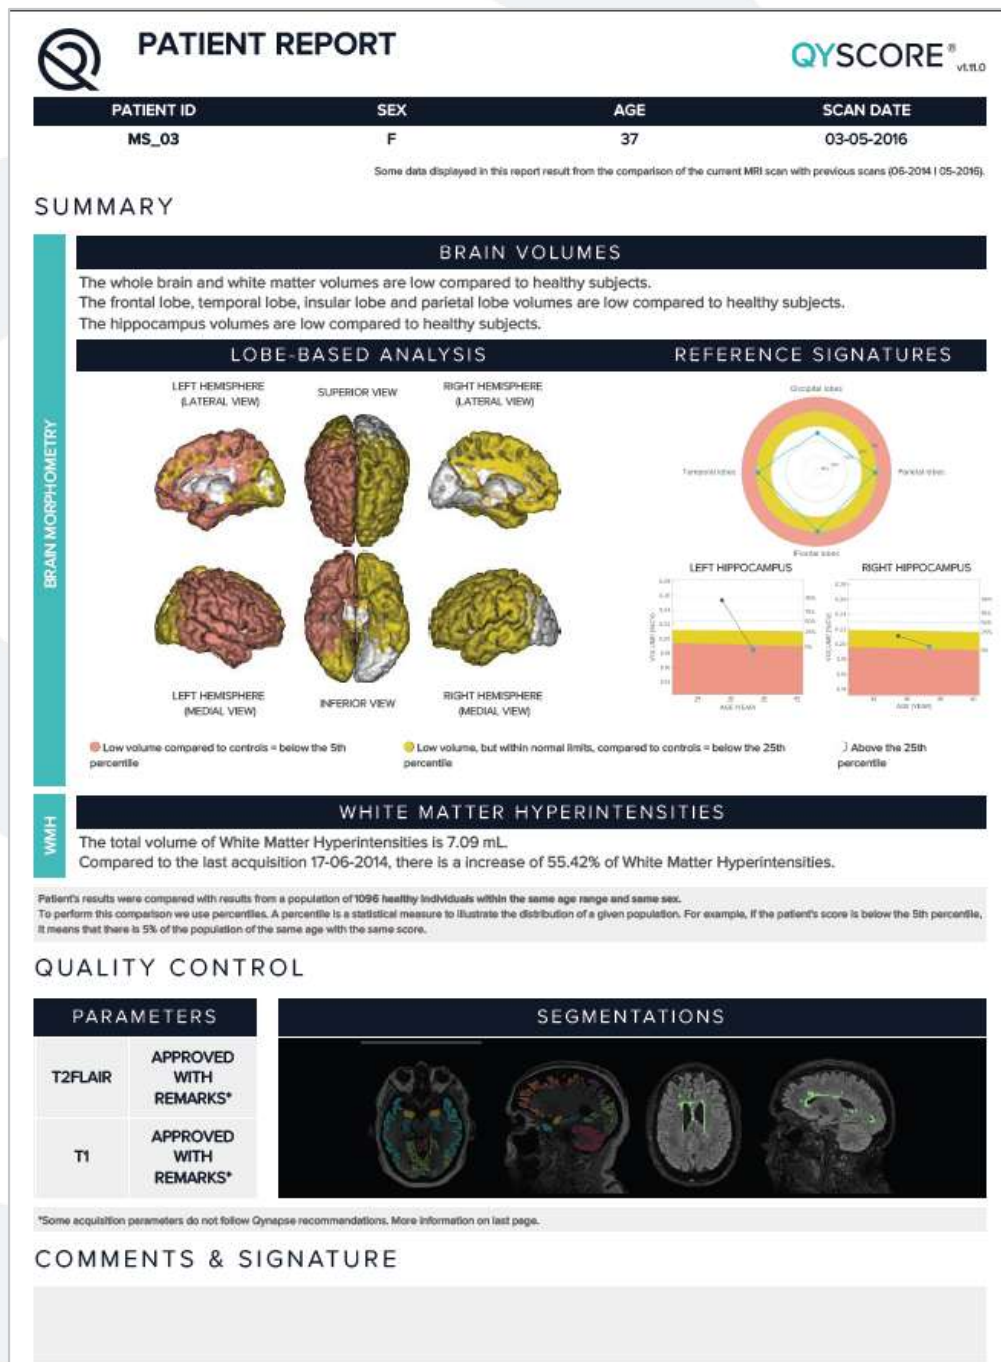 PATIENT REPORT
QYSCORE®
v1.11.0
PATIENT ID SEX AGE SCAN DATE
MS_03 F 37 03-05-2016
Some data displayed in this report result from the comparison of the current MRI scan with previous scans (06-2014 | 05-2016).
SUMMARY
BRAIN MORPHOMETRY
BRAIN VOLUMES
The whole brain and white matter volumes are low compared to healthy subjects.
The frontal lobe, temporal lobe, insular lobe and parietal lobe volumes are low compared to healthy subjects.
The hippocampus volumes are low compared to healthy subjects.
LOBE-BASED ANALYSIS
LEFT HEMISPHERE
(LATERAL VIEW)
SUPERIOR VIEW
RIGHT HEMISPHERE
(LATERAL VIEW)
LEFT HEMISPHERE
(MEDIAL VIEW)
INFERIOR VIEW
RIGHT HEMISPHERE
(MEDIAL VIEW)
REFERENCE SIGNATURES
Occipital lobes
Temporal lobes
Parietal lobes
Frontal lobes
LEFT HIPPOCAMPUS
AGE (YEAR)
RIGHT HIPPOCAMPUS
AGE (YEAR)
Low volume compared to controls = below the 5th
percentile
Low volume, but within normal limits, compared to controls = below the 25th
percentile
Above the 25th
percentile
WMH
WHITE MATTER HYPERINTENSITIES
The total volume of White Matter Hyperintensities is 7.09 mL.
Compared to the last acquisition 17-06-2014, there is a increase of 55.42% of White Matter Hyperintensities.
Patient's results were compared with results from a population of 1096 healthy individuals within the same age range and same sex.
To perform this comparison we use percentiles. A percentile is a statistical measure to illustrate the distribution of a given population. For example, if the patient's score is below the 5th percentile,
it means that there is 5% of the population of the same age with the same score.
QUALITY CONTROL
PARAMETERS
T2FLAIR
APPROVED
WITH
REMARKS*
T1
APPROVED
WITH
REMARKS*
SEGMENTATIONS
*Some acquisition parameters do not follow Qynapse recommendations. More information on last page.
COMMENTS & SIGNATURE